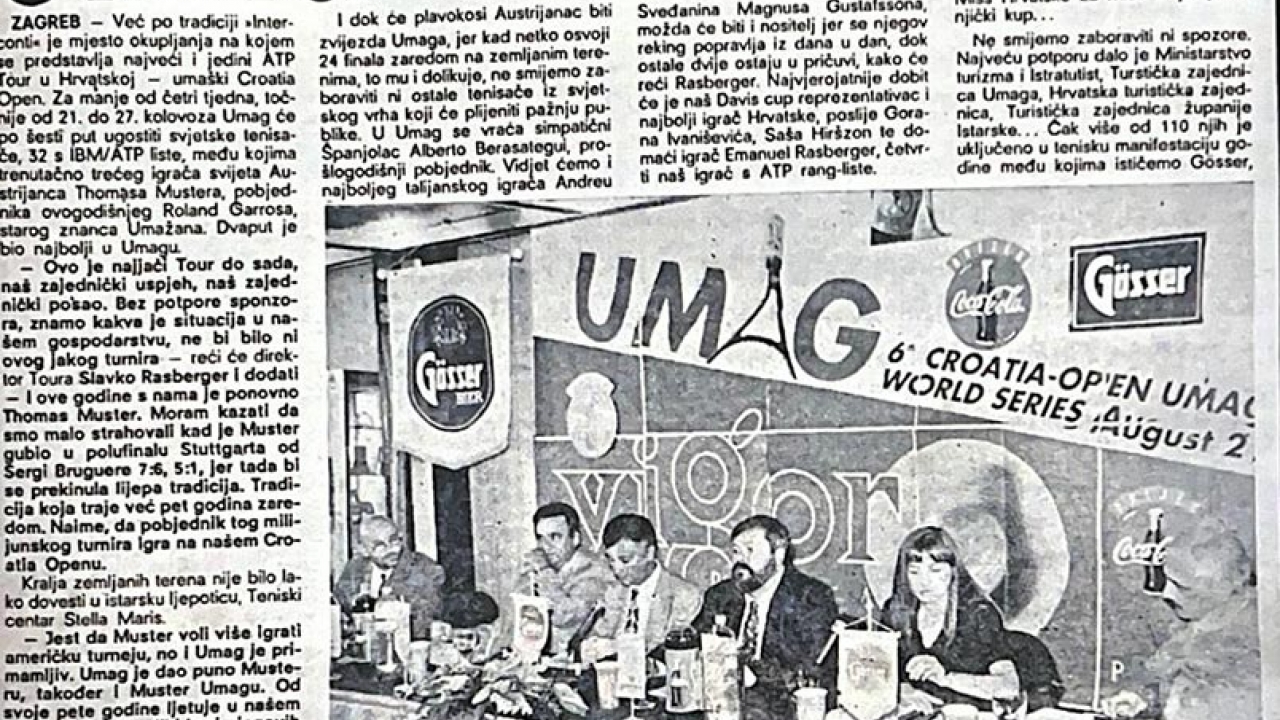 ZAGREB — Već po tradiciji »Inter-
conti« je mjesto okupljanja na kojem
se predstavlja najveći i jedini ATP
Tour u Hrvatskoj — umaški Croatia
Open. Za manje od četri tjedna, toč-
nije od 21. do 27. kolovoza Umag će
po šesti put ugostiti svjetske tenisa-
če, 32 s IBM/ATP liste, među kojima
trenutačno trećeg igrača svijeta Au-
strijanca Thomasa Mustera, pobjed-
nika ovogodišnjeg Roland Garrosa,
starog znanca Umažana. Dvaput je
bio najbolji u Umagu.
— Ovo je najjači Tour do sada,
naš zajednički uspjeh, naš zajed-
nički posao. Bez potpore sponzo-
ra, znamo kakva je situacija u na-
šem gospodarstvu, ne bi bilo ni
ovog jakog turnira — reći će direk-
tor Toura Slavko Rasberger i dodati
— I ove godine s nama je ponovno
Thomas Muster. Moram kazati da
smo malo strahovali kad je Muster
gubio u polufinalu Stuttgarta od
Sergi Bruguere 7:6, 5:1, jer tada bi
se prekinula lijepa tradicija. Tradi-
cija koja traje već pet godina zare-
dom. Naime, da pobjednik tog mili-
junskog turnira igra na našem Cro-
atia Openu.
Kralja zemljanih terena nije bilo la-
ko dovesti u istarsku ljepoticu, Teniski
centar Stella Maris.
— Jest da Muster voli više igrati
američku turneju, no i Umag je pri-
mamljiv. Umag je dao puno Muste-
ru, također i Muster Umagu. Od
svoje pete godine ljetuje u našem
I dok će plavokosi Austrijanac biti
zvijezda Umaga, jer kad netko osvoji
24 finala zaredom na zemljanim tere-
nima, to mu i dolikuje, ne smijemo za-
boraviti ni ostale tenisače iz svjet-
skog vrha koji će plijeniti pažnju pu-
blike. U Umag se vraća simpatični
Španjolac Alberto Berasategui, pro-
šlogodišnji pobjednik. Vidjet ćemo i
najboljeg talijanskog igrača Andreu
Sveđanina Magnusa Gustafssona,
možda će biti i nositelj jer se njegov
reking popravlja iz dana u dan, dok
ostale dvije ostaju u pričuvi, kako će
reći Rasberger. Najvjerojatnije dobit
će je naš Davis cup reprezentativac i
najbolji igrač Hrvatske, poslije Gora-
na Ivaniševića, Saša Hiršzon te do-
maći igrač Emanuel Rasberger, četvr-
ti naš igrač s ATP rang-liste.
njički kup...
Ne smijemo zaboraviti ni spozore.
Najveću potporu dalo je Ministarstvo
turizma i Istratutist, Turstička zajedni-
ca Umaga, Hrvatska turistička zajed-
nica, Turistička zajednica županije
Istarske... Čak više od 110 njih je
uključeno u tenisku manifestaciju go-
dine među kojima ističemo Gösser,
UMAG
Coca-Cola
Gösser
6° CROATIA-OPEN UMAG
WORLD SERIES, August 2
Gösser
BIER
vigor
P